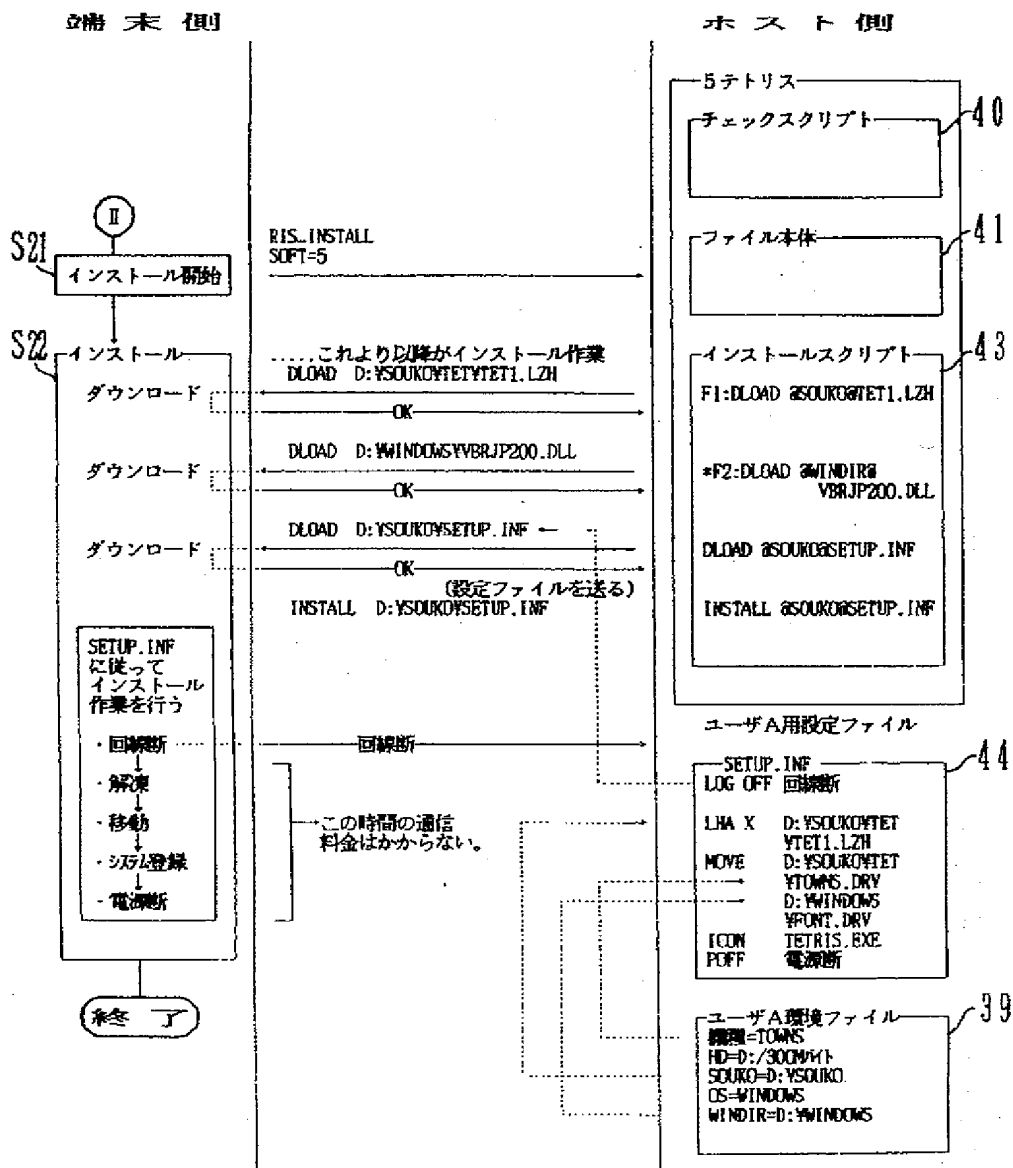 端末側
ホスト側
5テトリス
チェックスクリプト
40
ファイル本体
41
インストールスクリプト
43
F1:DLOAD @SOUKO@TET1.LZH
*F2:DLOAD @WINDIR@
VBRJP200.DLL
DLOAD @SOUKO@SETUP.INF
INSTALL @SOUKO@SETUP.INF
II
S21
インストール開始
RIS_INSTALL
SOFT=5
S22
インストール
.....これより以降がインストール作業
DLOAD D:¥SOUKO¥TET¥TET1.LZH
ダウンロード
OK
DLOAD D:¥WINDOWS¥VBRJP200.DLL
ダウンロード
OK
DLOAD D:¥SOUKO¥SETUP.INF
ダウンロード
OK
(設定ファイルを送る)
INSTALL D:¥SOUKO¥SETUP.INF
SETUP.INF
に従って
インストール
作業を行う
・回線断
回線断
・解凍
・移動
・システム登録
・電源断
この時間の通信
料金はかからない。
終了
ユーザA用設定ファイル
SETUP.INF
44
LOG OFF 回線断
LHA X D:¥SOUKO¥TET
¥TET1.LZH
MOVE D:¥SOUKO¥TET
¥TOWNS.DRV
D:¥WINDOWS
¥FONT.DRV
ICON TETRIS.EXE
POFF 電源断
ユーザA環境ファイル
39
=TOWNS
HD=D:/300Mバイト
SOUKO=D:¥SOUKO
OS=WINDOWS
WINDIR=D:¥WINDOWS